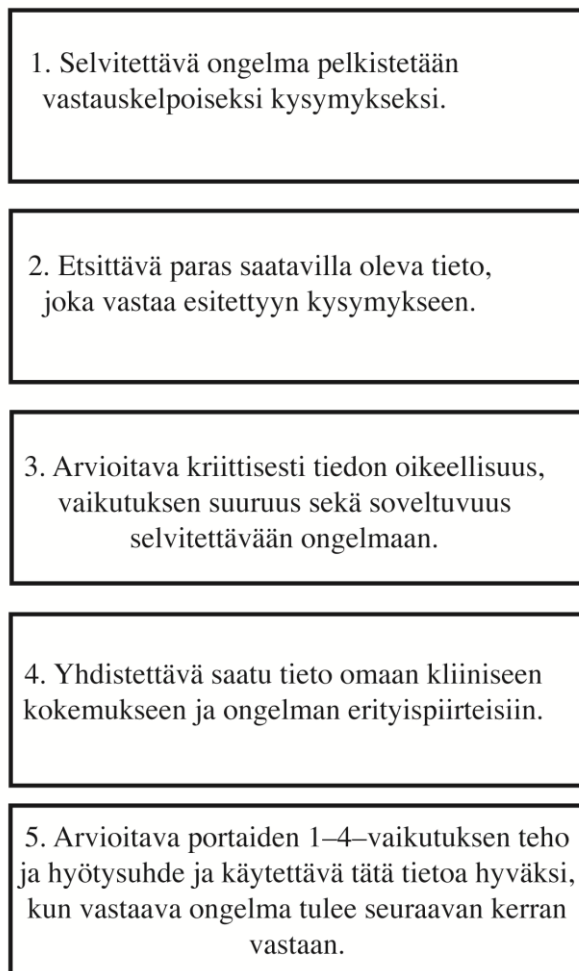 1. Selvitettävä ongelma pelkistetään
vastauskelpoiseksi kysymykseksi.
2. Etsittävä paras saatavilla oleva tieto,
joka vastaa esitettyyn kysymykseen.
3. Arvioitava kriittisesti tiedon oikeellisuus,
vaikutuksen suuruus sekä soveltuvuus
selvitettävään ongelmaan.
4. Yhdistettävä saatu tieto omaan kliiniseen
kokemukseen ja ongelman erityispiirteisiin.
5. Arvioitava portaiden 1–4–vaikutuksen teho
ja hyötysuhde ja käytettävä tätä tietoa hyväksi,
kun vastaava ongelma tulee seuraavan kerran
vastaan.